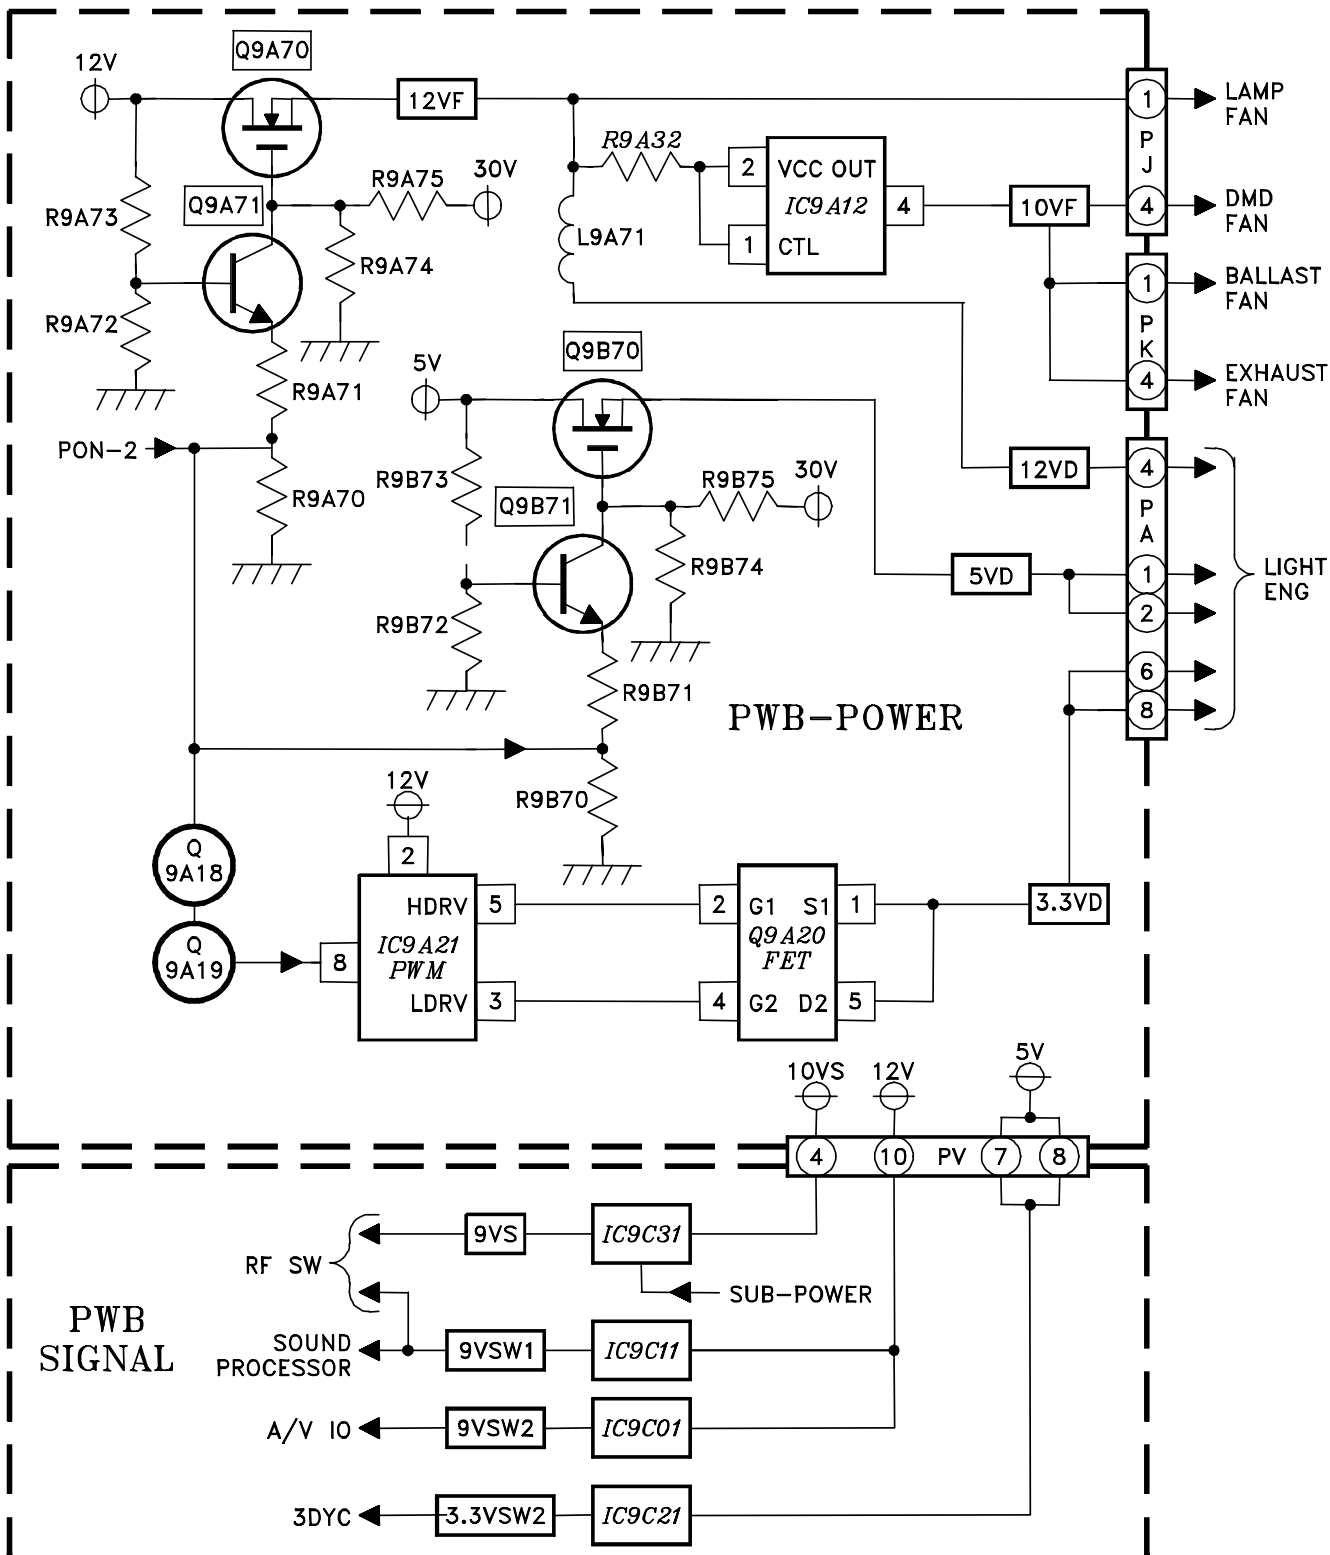 Q9A70
12V
12VF
1
LAMP
FAN
R9A32
2
VCC OUT
IC9A12
4
1
CTL
PJ
10VF
4
DMD
FAN
R9A73
Q9A71
R9A75
30V
R9A74
L9A71
R9A72
1
BALLAST
FAN
PK
4
EXHAUST
FAN
R9A71
5V
Q9B70
PON-2
R9A70
R9B73
Q9B71
R9B75
30V
12VD
4
PA
R9B74
5VD
1
2
LIGHT
ENG
R9B72
R9B71
6
8
PWB-POWER
R9B70
12V
2
Q
9A18
HDRV
5
2
G1
S1
1
3.3VD
Q
9A19
8
IC9A21
PWM
Q9A20
FET
LDRV
3
4
G2
D2
5
10VS
12V
5V
4
10
PV
7
8
RF SW
9VS
IC9C31
SUB-POWER
PWB
SIGNAL
SOUND
PROCESSOR
9VSW1
IC9C11
A/V IO
9VSW2
IC9C01
3DYC
3.3VSW2
IC9C21